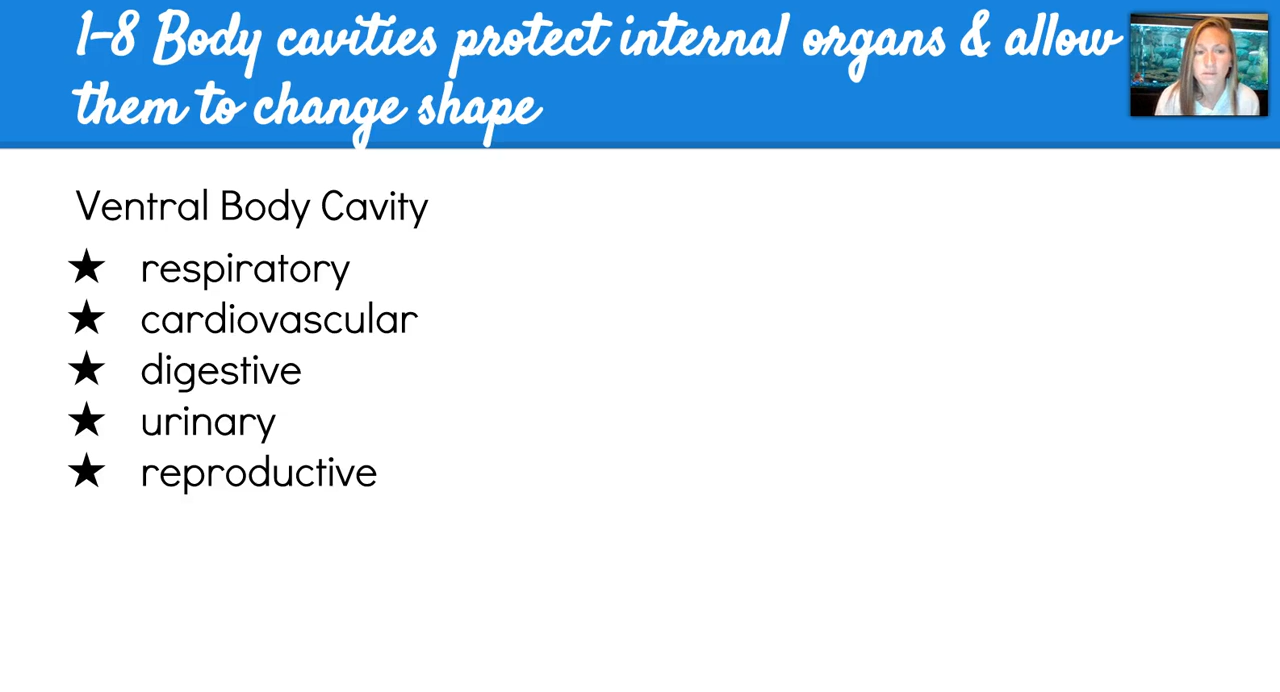 1-8 Body cavities protect internal organs & allow
them to change shape
Ventral Body Cavity
★ respiratory
★ cardiovascular
★ digestive
★ urinary
★ reproductive